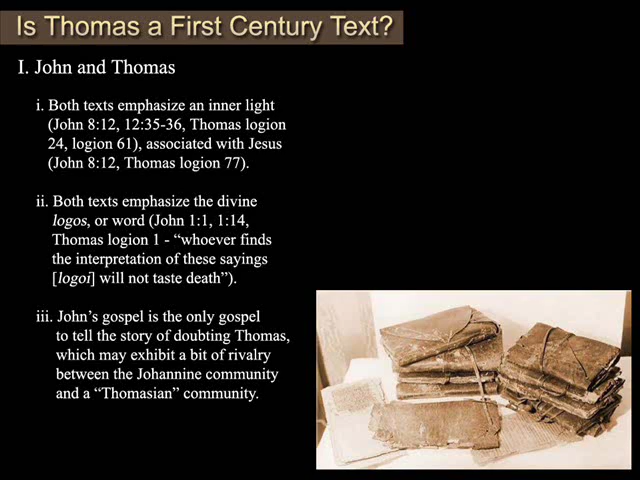 Is Thomas a First Century Text?
I. John and Thomas
i. Both texts emphasize an inner light
(John 8:12, 12:35-36, Thomas logion
24, logion 61), associated with Jesus
(John 8:12, Thomas logion 77).
ii. Both texts emphasize the divine
logos, or word (John 1:1, 1:14,
Thomas logion 1 - “whoever finds
the interpretation of these sayings
[logoi] will not taste death”).
iii. John’s gospel is the only gospel
to tell the story of doubting Thomas,
which may exhibit a bit of rivalry
between the Johannine community
and a “Thomasian” community.